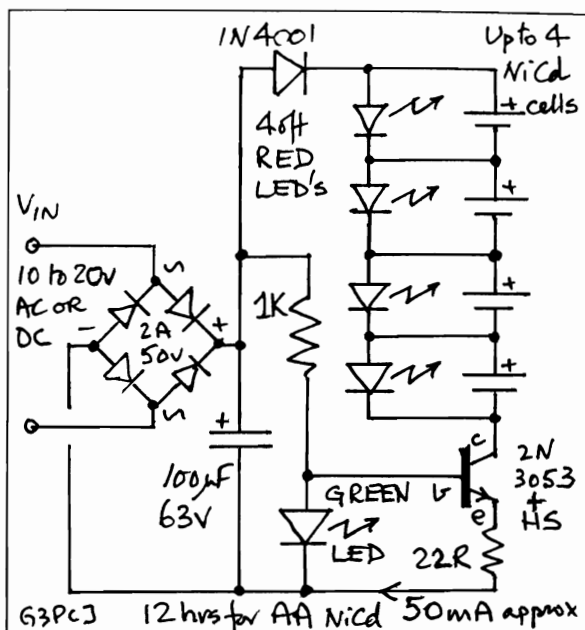 1N4001
Up to 4
NiCd
+ cells
4 off
RED
LED's
+
VIN
10 to 20v
AC OR
DC
S
-
2A
50v
+
S
1K
+
+
+
100µF
63V
GREEN
LED
c
b
e
2N
3053
+
HS
22R
G3PCJ
12 hrs for AA NiCd
50mA approx